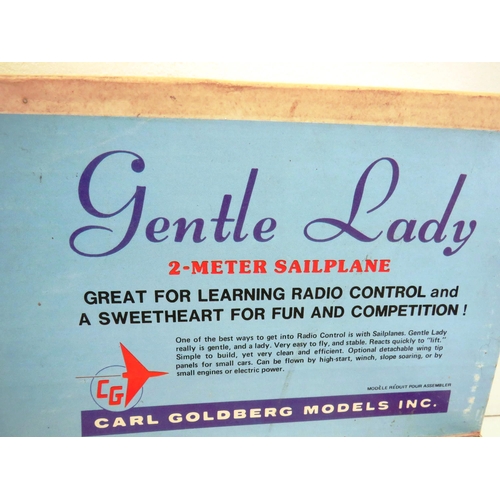 Gentle Lady
2-METER SAILPLANE
GREAT FOR LEARNING RADIO CONTROL and
A SWEETHEART FOR FUN AND COMPETITION!
One of the best ways to get into Radio Control is with Sailplanes. Gentle Lady
really is gentle, and a lady. Very easy to fly, and stable. Reacts quickly to "lift."
Simple to build, yet very clean and efficient. Optional detachable wing tip
panels for small cars. Can be flown by high-start, winch, slope soaring, or by
small engines or electric power.
CG
MODÈLE RÉDUIT POUR ASSEMBLER
CARL GOLDBERG MODELS INC.